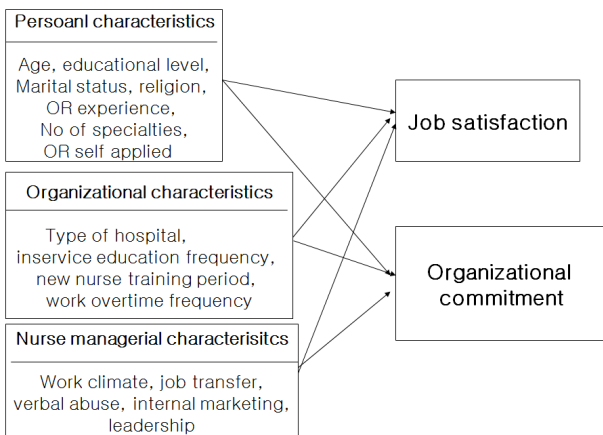 Persoanl characteristics
Age, educational level,
Marital status, religion,
OR experience,
No of specialties,
OR self applied
Organizational characteristics
Type of hospital,
inservice education frequency,
new nurse training period,
work overtime frequency
Nurse managerial characterisitcs
Work climate, job transfer,
verbal abuse, internal marketing,
leadership
Job satisfaction
Organizational
commitment